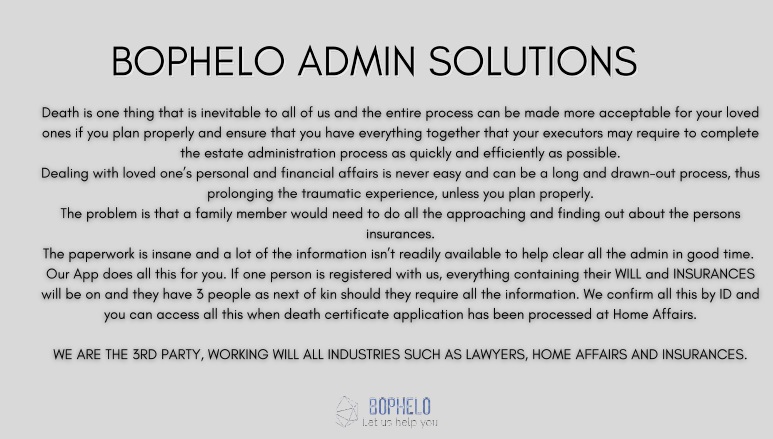 BOPHELO ADMIN SOLUTIONS
Death is one thing that is inevitable to all of us and the entire process can be made more acceptable for your loved
ones if you plan properly and ensure that you have everything together that your executors may require to complete
the estate administration process as quickly and efficiently as possible.
Dealing with loved one's personal and financial affairs is never easy and can be a long and drawn-out process, thus
prolonging the traumatic experience, unless you plan properly.
The problem is that a family member would need to do all the approaching and finding out about the persons
insurances.
The paperwork is insane and a lot of the information isn't readily available to help clear all the admin in good time.
Our App does all this for you. If one person is registered with us, everything containing their WILL and INSURANCES
will be on and they have 3 people as next of kin should they require all the information. We confirm all this by ID and
you can access all this when death certificate application has been processed at Home Affairs.
WE ARE THE 3RD PARTY, WORKING WILL ALL INDUSTRIES SUCH AS LAWYERS, HOME AFFAIRS AND INSURANCES.
BOPHELO
Let us help you